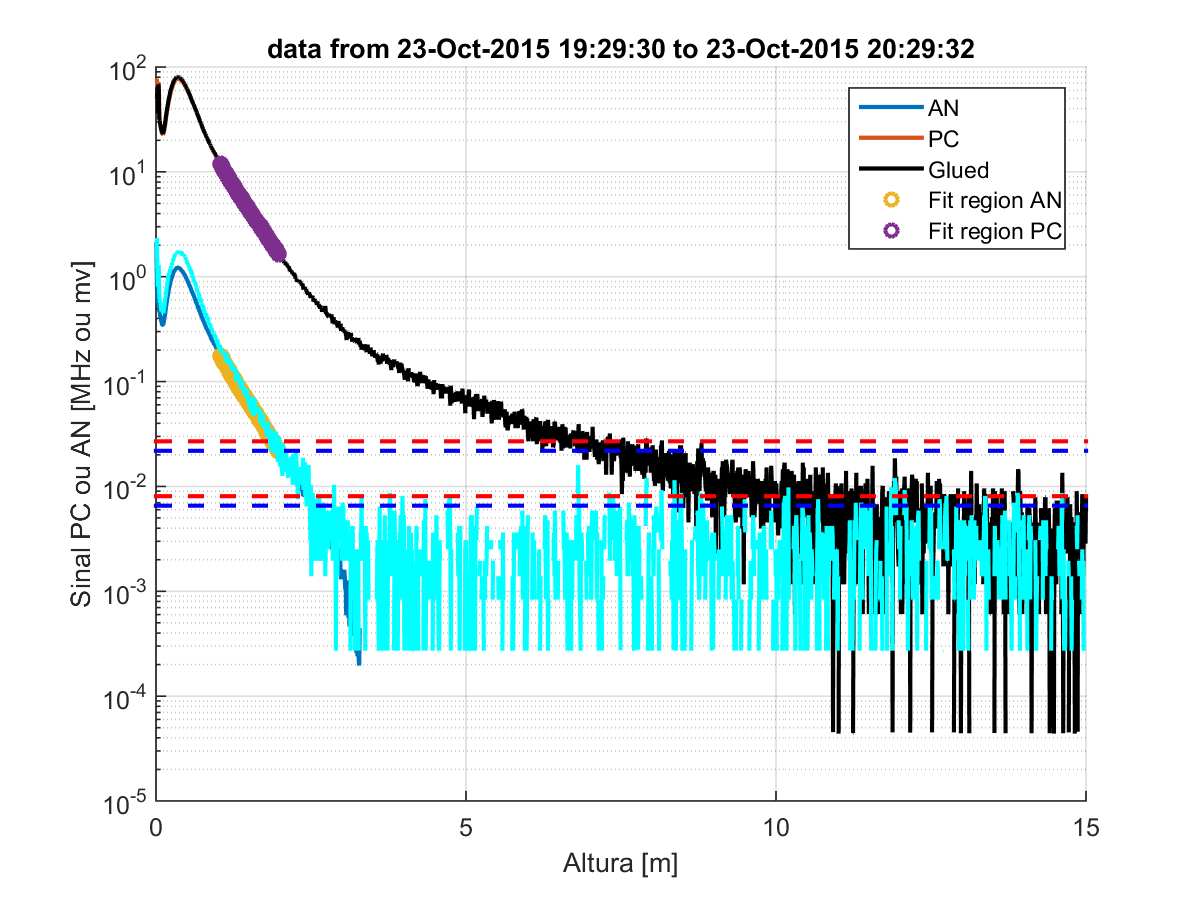 data from 23-Oct-2015 19:29:30 to 23-Oct-2015 20:29:32
AN
PC
Glued
Fit region AN
Fit region PC
Sinal PC ou AN [MHz ou mv]
10^2
10^1
10^0
10^-1
10^-2
10^-3
10^-4
10^-5
0 5 10 15
Altura [m]